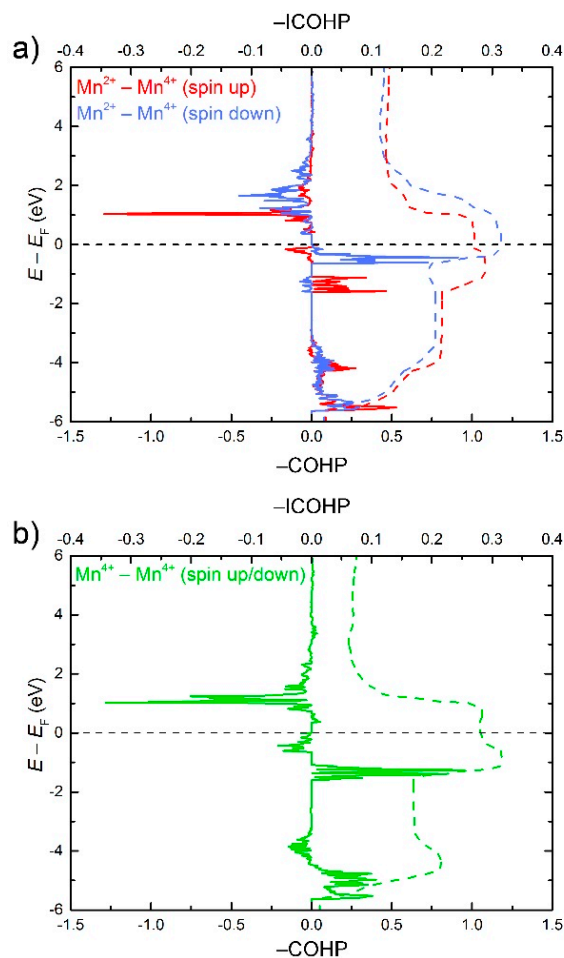 a)
–ICOHP
-0.4 -0.3 -0.2 -0.1 0.0 0.1 0.2 0.3 0.4
Mn²⁺ – Mn⁴⁺ (spin up)
Mn²⁺ – Mn⁴⁺ (spin down)
E – E_F (eV)
6
4
2
0
-2
-4
-6
-1.5 -1.0 -0.5 0.0 0.5 1.0 1.5
–COHP
b)
–ICOHP
-0.4 -0.3 -0.2 -0.1 0.0 0.1 0.2 0.3 0.4
Mn⁴⁺ – Mn⁴⁺ (spin up/down)
E – E_F (eV)
6
4
2
0
-2
-4
-6
-1.5 -1.0 -0.5 0.0 0.5 1.0 1.5
–COHP